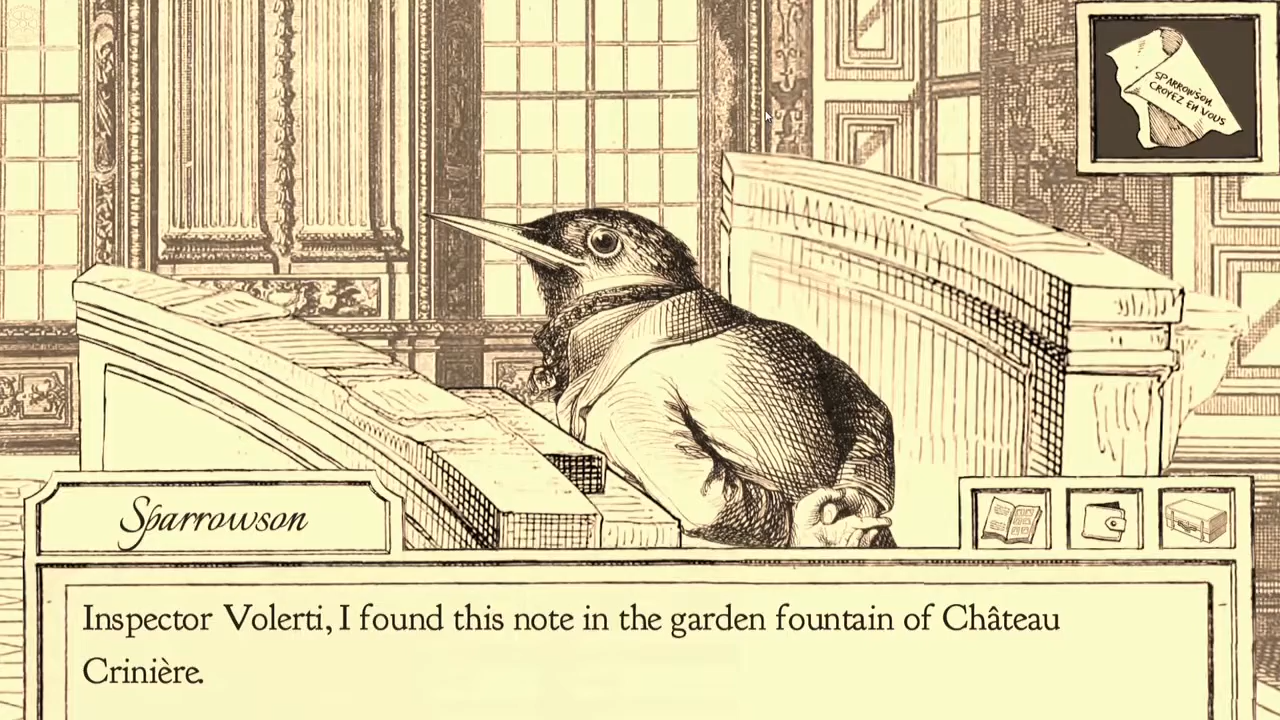 SPARROWSON.
CROYEZ EN VOUS
Sparrowson
Inspector Volerti, I found this note in the garden fountain of Château
Crinière.